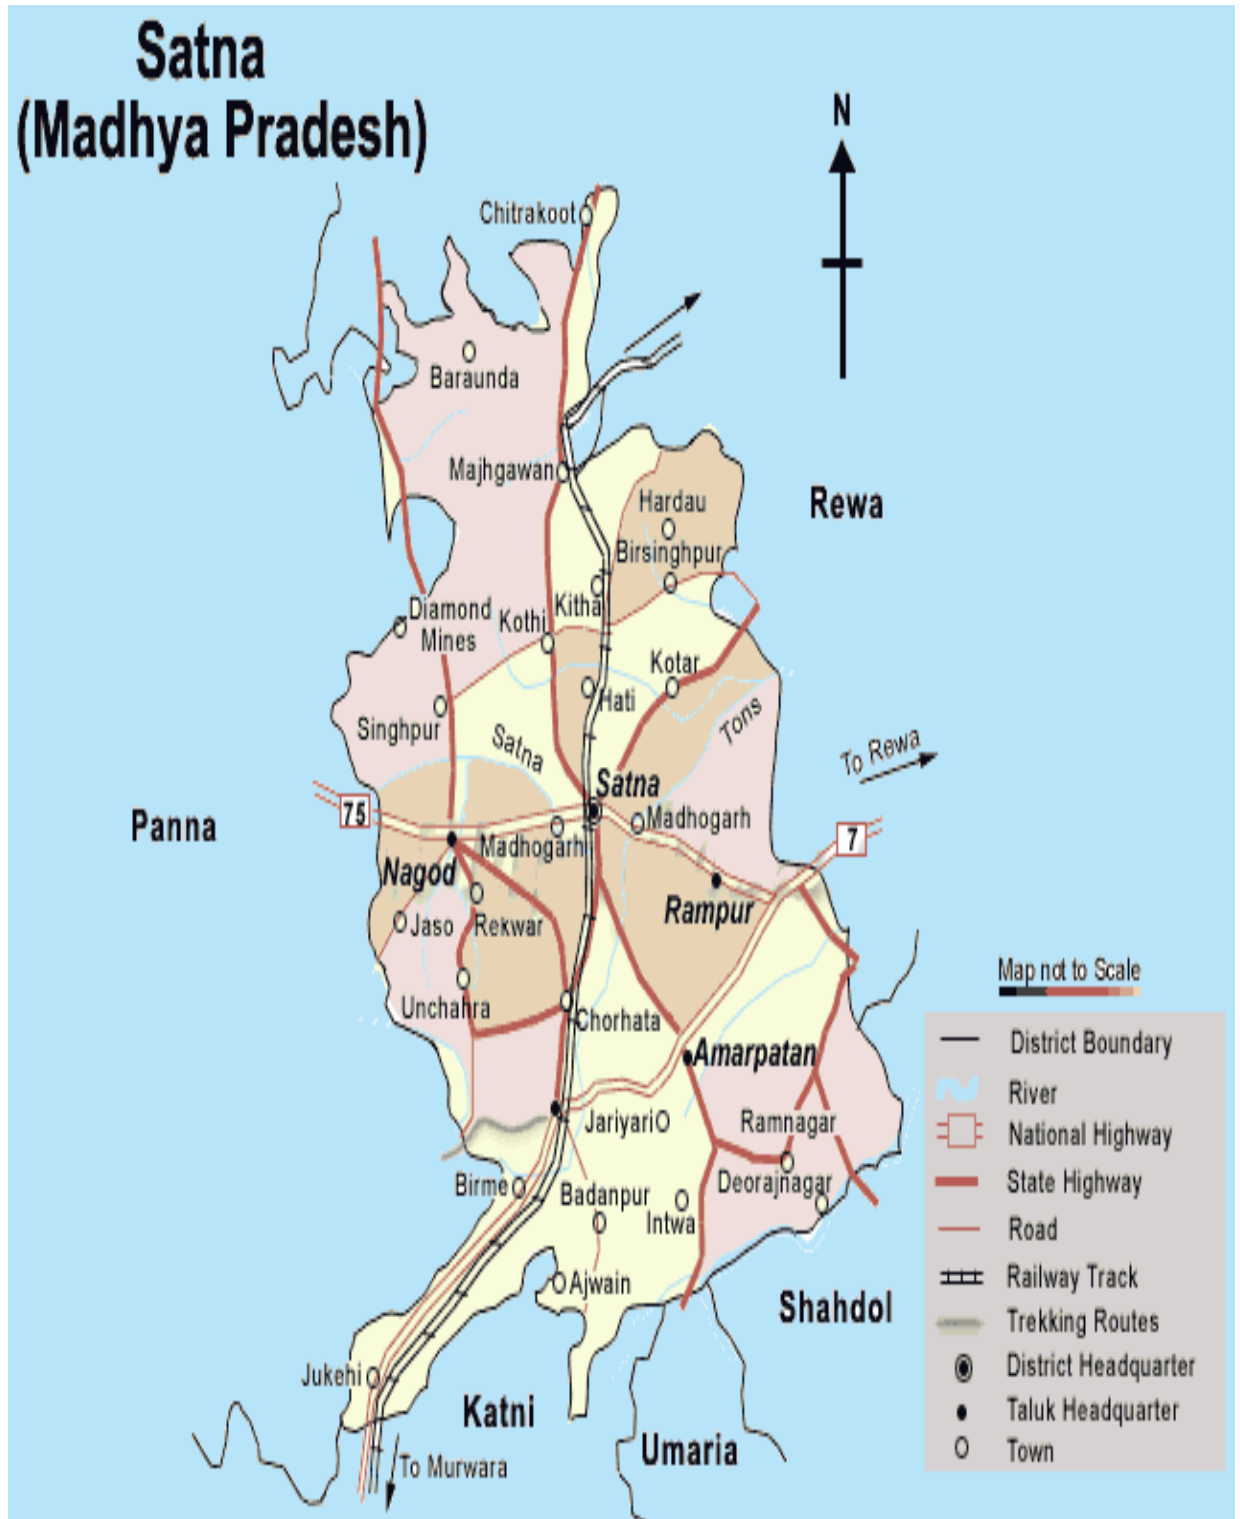 Satna
(Madhya Pradesh)
N
Chitrakoot
Baraunda
Majhgawan
Hardau
Birsinghpur
Rewa
Kitha
Diamond
Mines
Kothi
Kotar
Hati
Singhpur
Satna
Tons
To Rewa
Satna
75
Panna
Madhogarh
Madhogarh
7
Nagod
Rampur
Jaso
Rekwar
Unchahra
Chorhata
Map not to Scale
Amarpatan
Jariyari
Ramnagar
Birme
Badanpur
Intwa
Deorajnagar
Ajwain
Shahdol
Jukehi
Katni
Umaria
To Murwara
District Boundary
River
National Highway
State Highway
Road
Railway Track
Trekking Routes
District Headquarter
Taluk Headquarter
Town